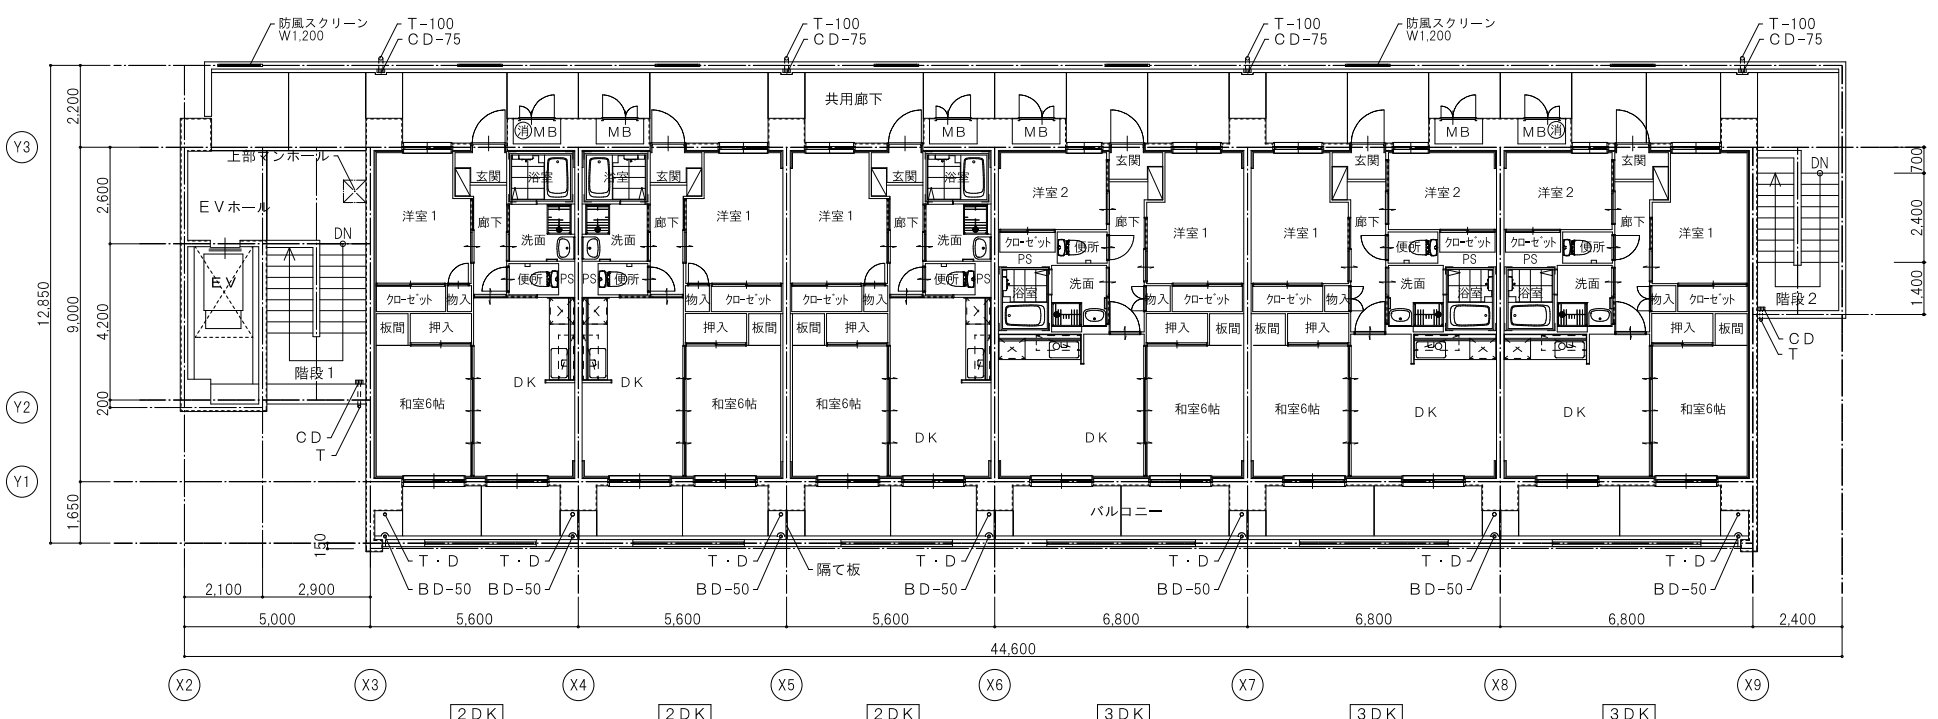 防風スクリーン
W1,200
T-100
CD-75
T-100
CD-75
T-100
CD-75
防風スクリーン
W1,200
T-100
CD-75
共用廊下
消
MB
MB
MB
MB
MB
MB
消
Y3
Y2
Y1
2,200
12,850
9,000
2,600
4,200
200
1,650
150
700
2,400
1,400
上部マンホール
EVホール
DN
EV
階段1
CD
T
洋室1
玄関
浴室
廊下
洗面
便所
PS
クローゼット
物入
板間
押入
和室6帖
DK
浴室
玄関
洋室1
洗面
廊下
PS
便所
物入
クローゼット
押入
板間
DK
和室6帖
洋室1
玄関
浴室
廊下
洗面
便所
PS
クローゼット
物入
板間
押入
和室6帖
DK
洋室2
玄関
廊下
洋室1
クローゼット
便所
PS
浴室
洗面
物入
クローゼット
押入
板間
DK
和室6帖
洋室1
玄関
洋室2
廊下
便所
クローゼット
PS
洗面
浴室
クローゼット
物入
板間
押入
和室6帖
DK
洋室2
玄関
廊下
洋室1
クローゼット
便所
PS
浴室
洗面
物入
クローゼット
押入
板間
DK
和室6帖
DN
階段2
CD
T
バルコニー
T・D
BD-50
T・D
BD-50
T・D
BD-50
隔て板
T・D
BD-50
T・D
BD-50
T・D
BD-50
T・D
BD-50
2,100
2,900
5,000
5,600
5,600
5,600
6,800
6,800
6,800
2,400
44,600
X2
X3
X4
X5
X6
X7
X8
X9
2DK
2DK
2DK
3DK
3DK
3DK